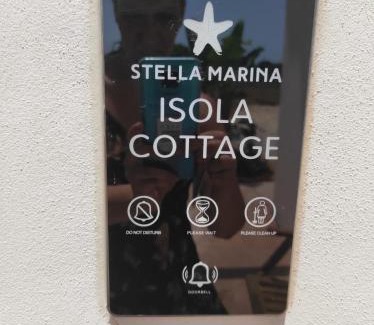 STELLA MARINA
ISOLA
COTTAGE
DO NOT DISTURB PLEASE WAIT PLEASE CLEAN UP
DOORBELL